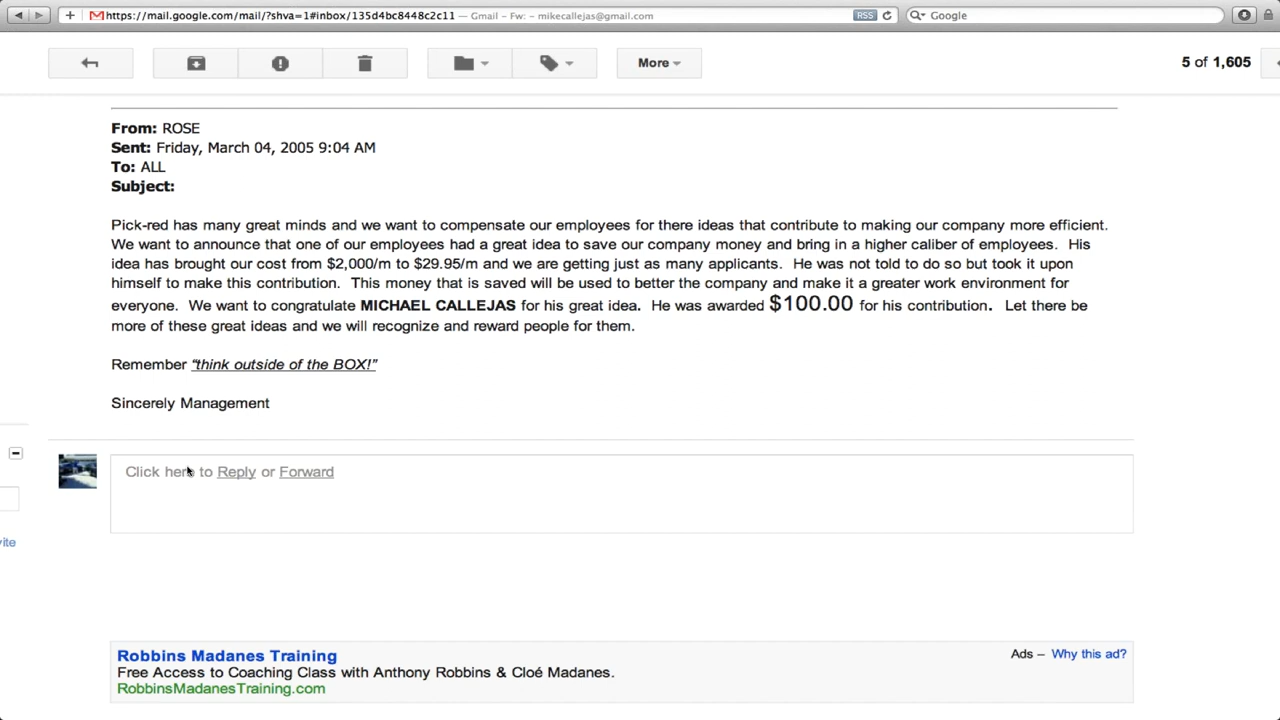 https://mail.google.com/mail/?shva=1#inbox/135d4bc8448c2c11 — Gmail – Fw: – mikecallejas@gmail.com RSS Google
More 5 of 1,605
From: ROSE
Sent: Friday, March 04, 2005 9:04 AM
To: ALL
Subject:
Pick-red has many great minds and we want to compensate our employees for there ideas that contribute to making our company more efficient.
We want to announce that one of our employees had a great idea to save our company money and bring in a higher caliber of employees. His
idea has brought our cost from $2,000/m to $29.95/m and we are getting just as many applicants. He was not told to do so but took it upon
himself to make this contribution. This money that is saved will be used to better the company and make it a greater work environment for
everyone. We want to congratulate MICHAEL CALLEJAS for his great idea. He was awarded $100.00 for his contribution. Let there be
more of these great ideas and we will recognize and reward people for them.
Remember “think outside of the BOX!”
Sincerely Management
Click here to Reply or Forward
vite
Robbins Madanes Training Ads – Why this ad?
Free Access to Coaching Class with Anthony Robbins & Cloé Madanes.
RobbinsMadanesTraining.com